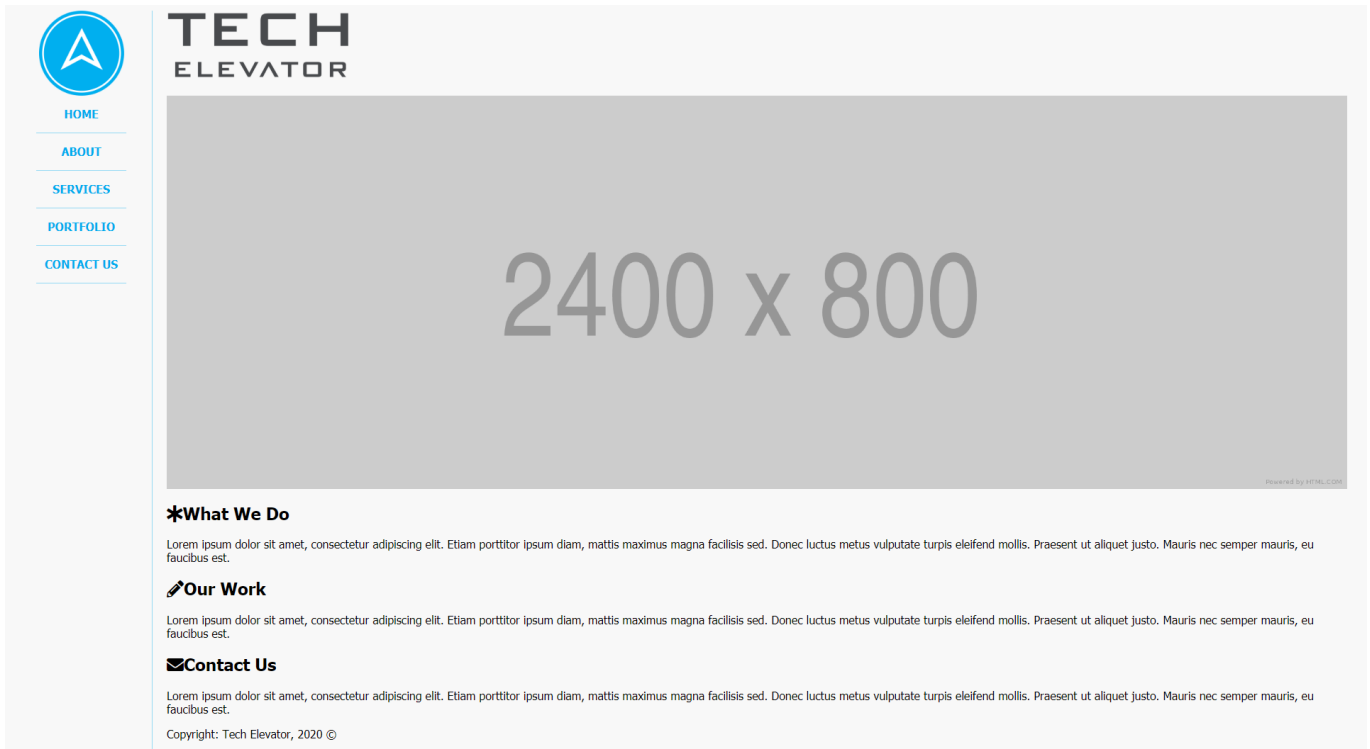 TECH
ELEVATOR
HOME
ABOUT
SERVICES
PORTFOLIO
CONTACT US
2400 x 800
Powered by HTML.COM
What We Do
Lorem ipsum dolor sit amet, consectetur adipiscing elit. Etiam porttitor ipsum diam, mattis maximus magna facilisis sed. Donec luctus metus vulputate turpis eleifend mollis. Praesent ut aliquet justo. Mauris nec semper mauris, eu
faucibus est.
Our Work
Lorem ipsum dolor sit amet, consectetur adipiscing elit. Etiam porttitor ipsum diam, mattis maximus magna facilisis sed. Donec luctus metus vulputate turpis eleifend mollis. Praesent ut aliquet justo. Mauris nec semper mauris, eu
faucibus est.
Contact Us
Lorem ipsum dolor sit amet, consectetur adipiscing elit. Etiam porttitor ipsum diam, mattis maximus magna facilisis sed. Donec luctus metus vulputate turpis eleifend mollis. Praesent ut aliquet justo. Mauris nec semper mauris, eu
faucibus est.
Copyright: Tech Elevator, 2020 ©